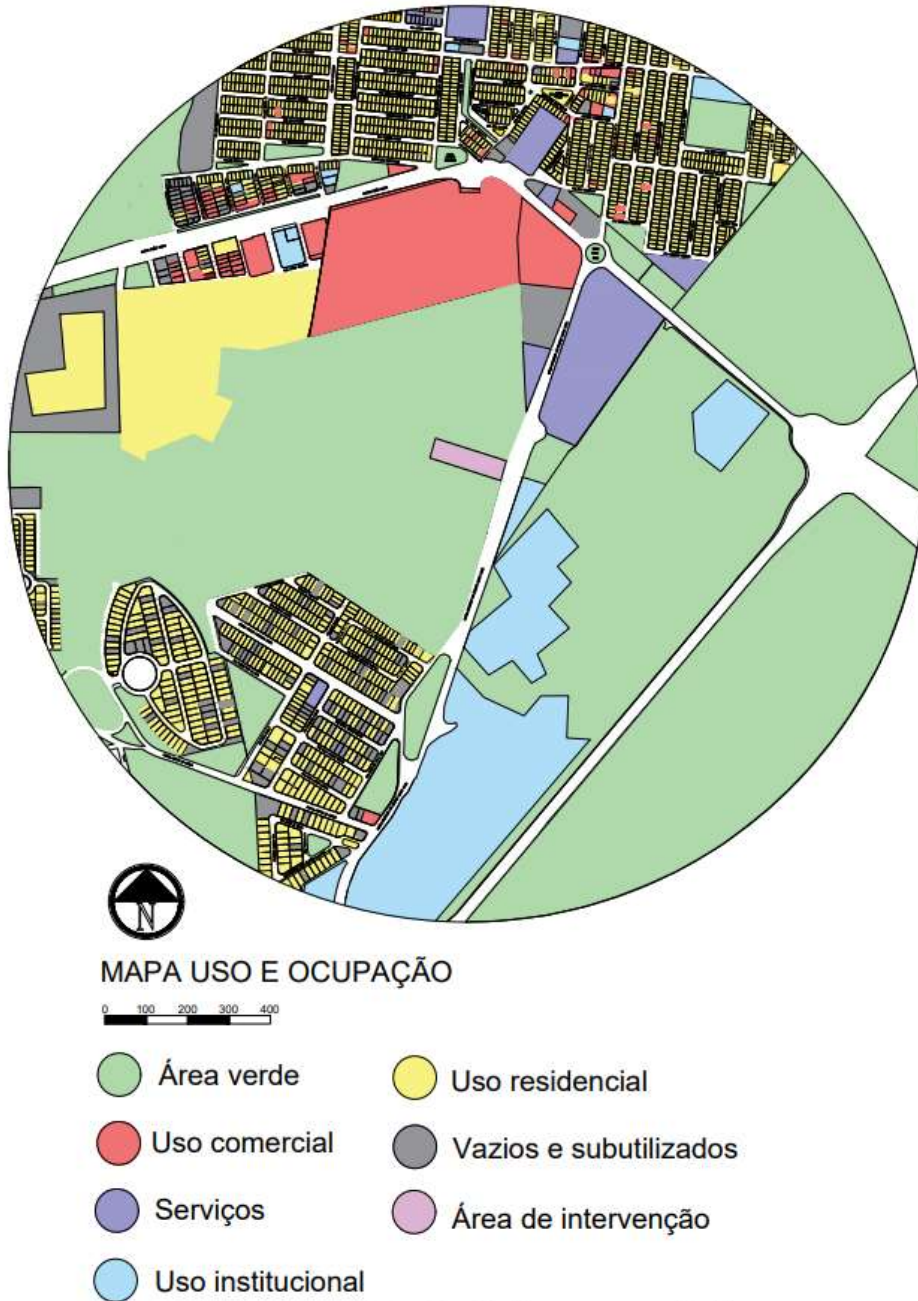 N
MAPA USO E OCUPAÇÃO
0 100 200 300 400
Área verde
Uso residencial
Uso comercial
Vazios e subutilizados
Serviços
Área de intervenção
Uso institucional